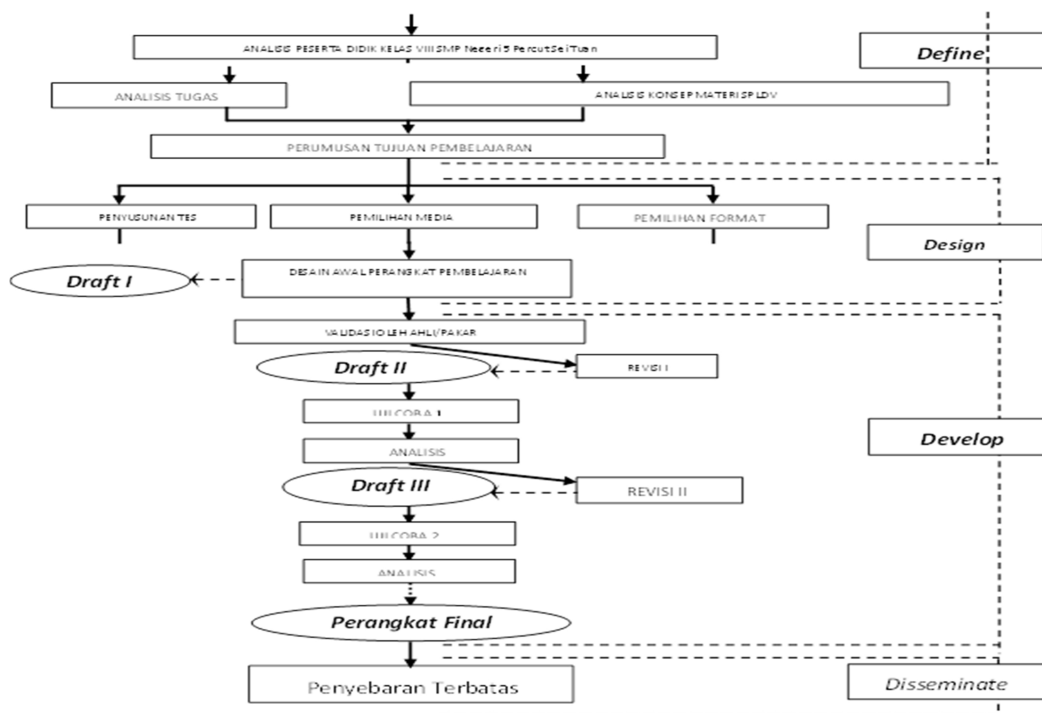 ANALISIS PESERTA DIDIK KELAS VIII SMP Negeri 5 Percut Sei Tuan
Define
ANALISIS TUGAS
ANALISIS KONSEP MATERI SPLDV
PERUMUSAN TUJUAN PEMBELAJARAN
PENYUSUNAN TES
PEMILIHAN MEDIA
PEMILIHAN FORMAT
Design
Draft I
DESAIN AWAL PERANGKAT PEMBELAJARAN
VALIDASI OLEH AHLI/PAKAR
Draft II
REVISI I
UJI COBA 1
Develop
ANALISIS
Draft III
REVISI II
UJI COBA 2
ANALISIS
Perangkat Final
Penyebaran Terbatas
Disseminate